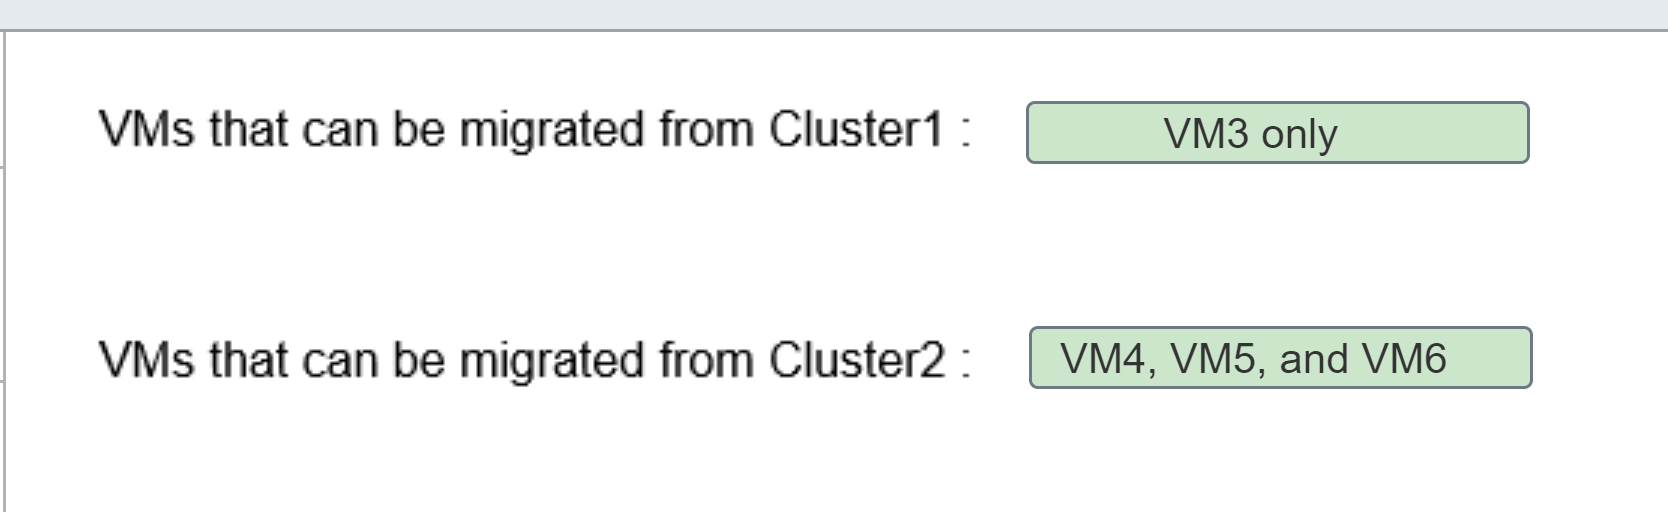 VMs that can be migrated from Cluster1 : VM3 only
VMs that can be migrated from Cluster2 : VM4, VM5, and VM6